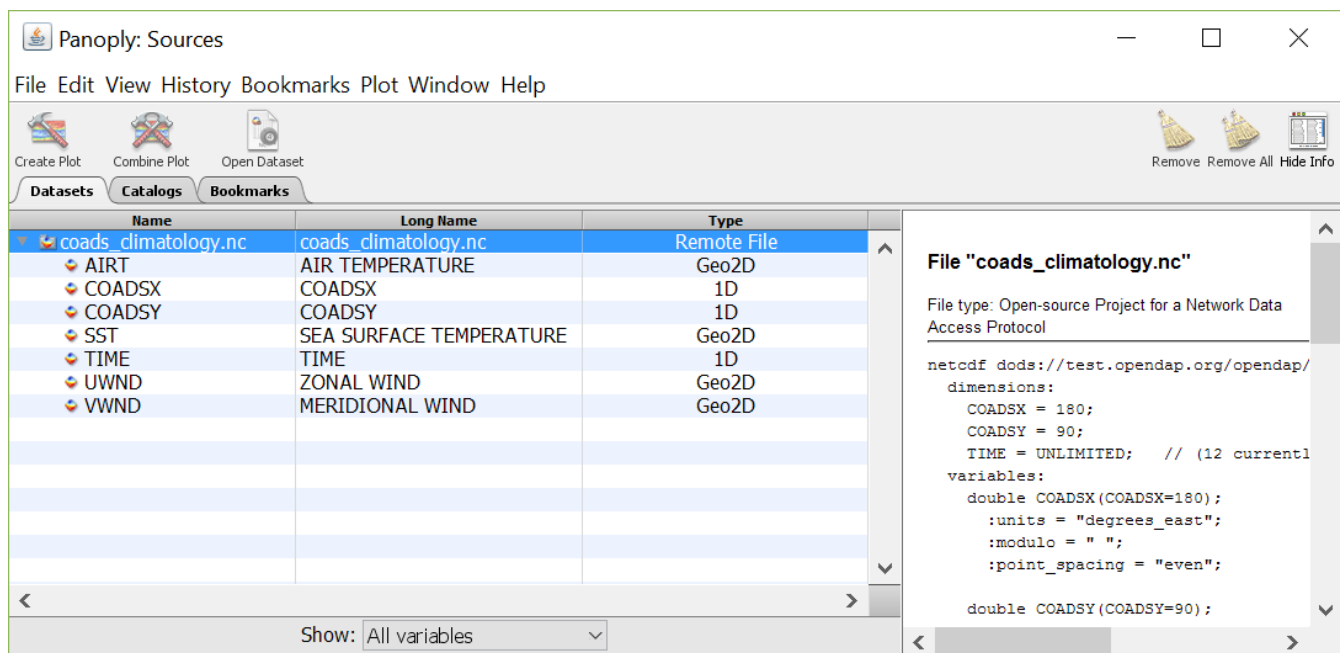 Panoply: Sources
File Edit View History Bookmarks Plot Window Help
Create Plot Combine Plot Open Dataset
Remove Remove All Hide Info
Datasets Catalogs Bookmarks
Name Long Name Type
coads_climatology.nc coads_climatology.nc Remote File
AIRT AIR TEMPERATURE Geo2D
COADSX COADSX 1D
COADSY COADSY 1D
SST SEA SURFACE TEMPERATURE Geo2D
TIME TIME 1D
UWND ZONAL WIND Geo2D
VWND MERIDIONAL WIND Geo2D
Show: All variables
File "coads_climatology.nc"
File type: Open-source Project for a Network Data
Access Protocol
netcdf dods://test.opendap.org/opendap/
dimensions:
COADSX = 180;
COADSY = 90;
TIME = UNLIMITED; // (12 currentl
variables:
double COADSX(COADSX=180);
:units = "degrees_east";
:modulo = " ";
:point_spacing = "even";
double COADSY(COADSY=90);